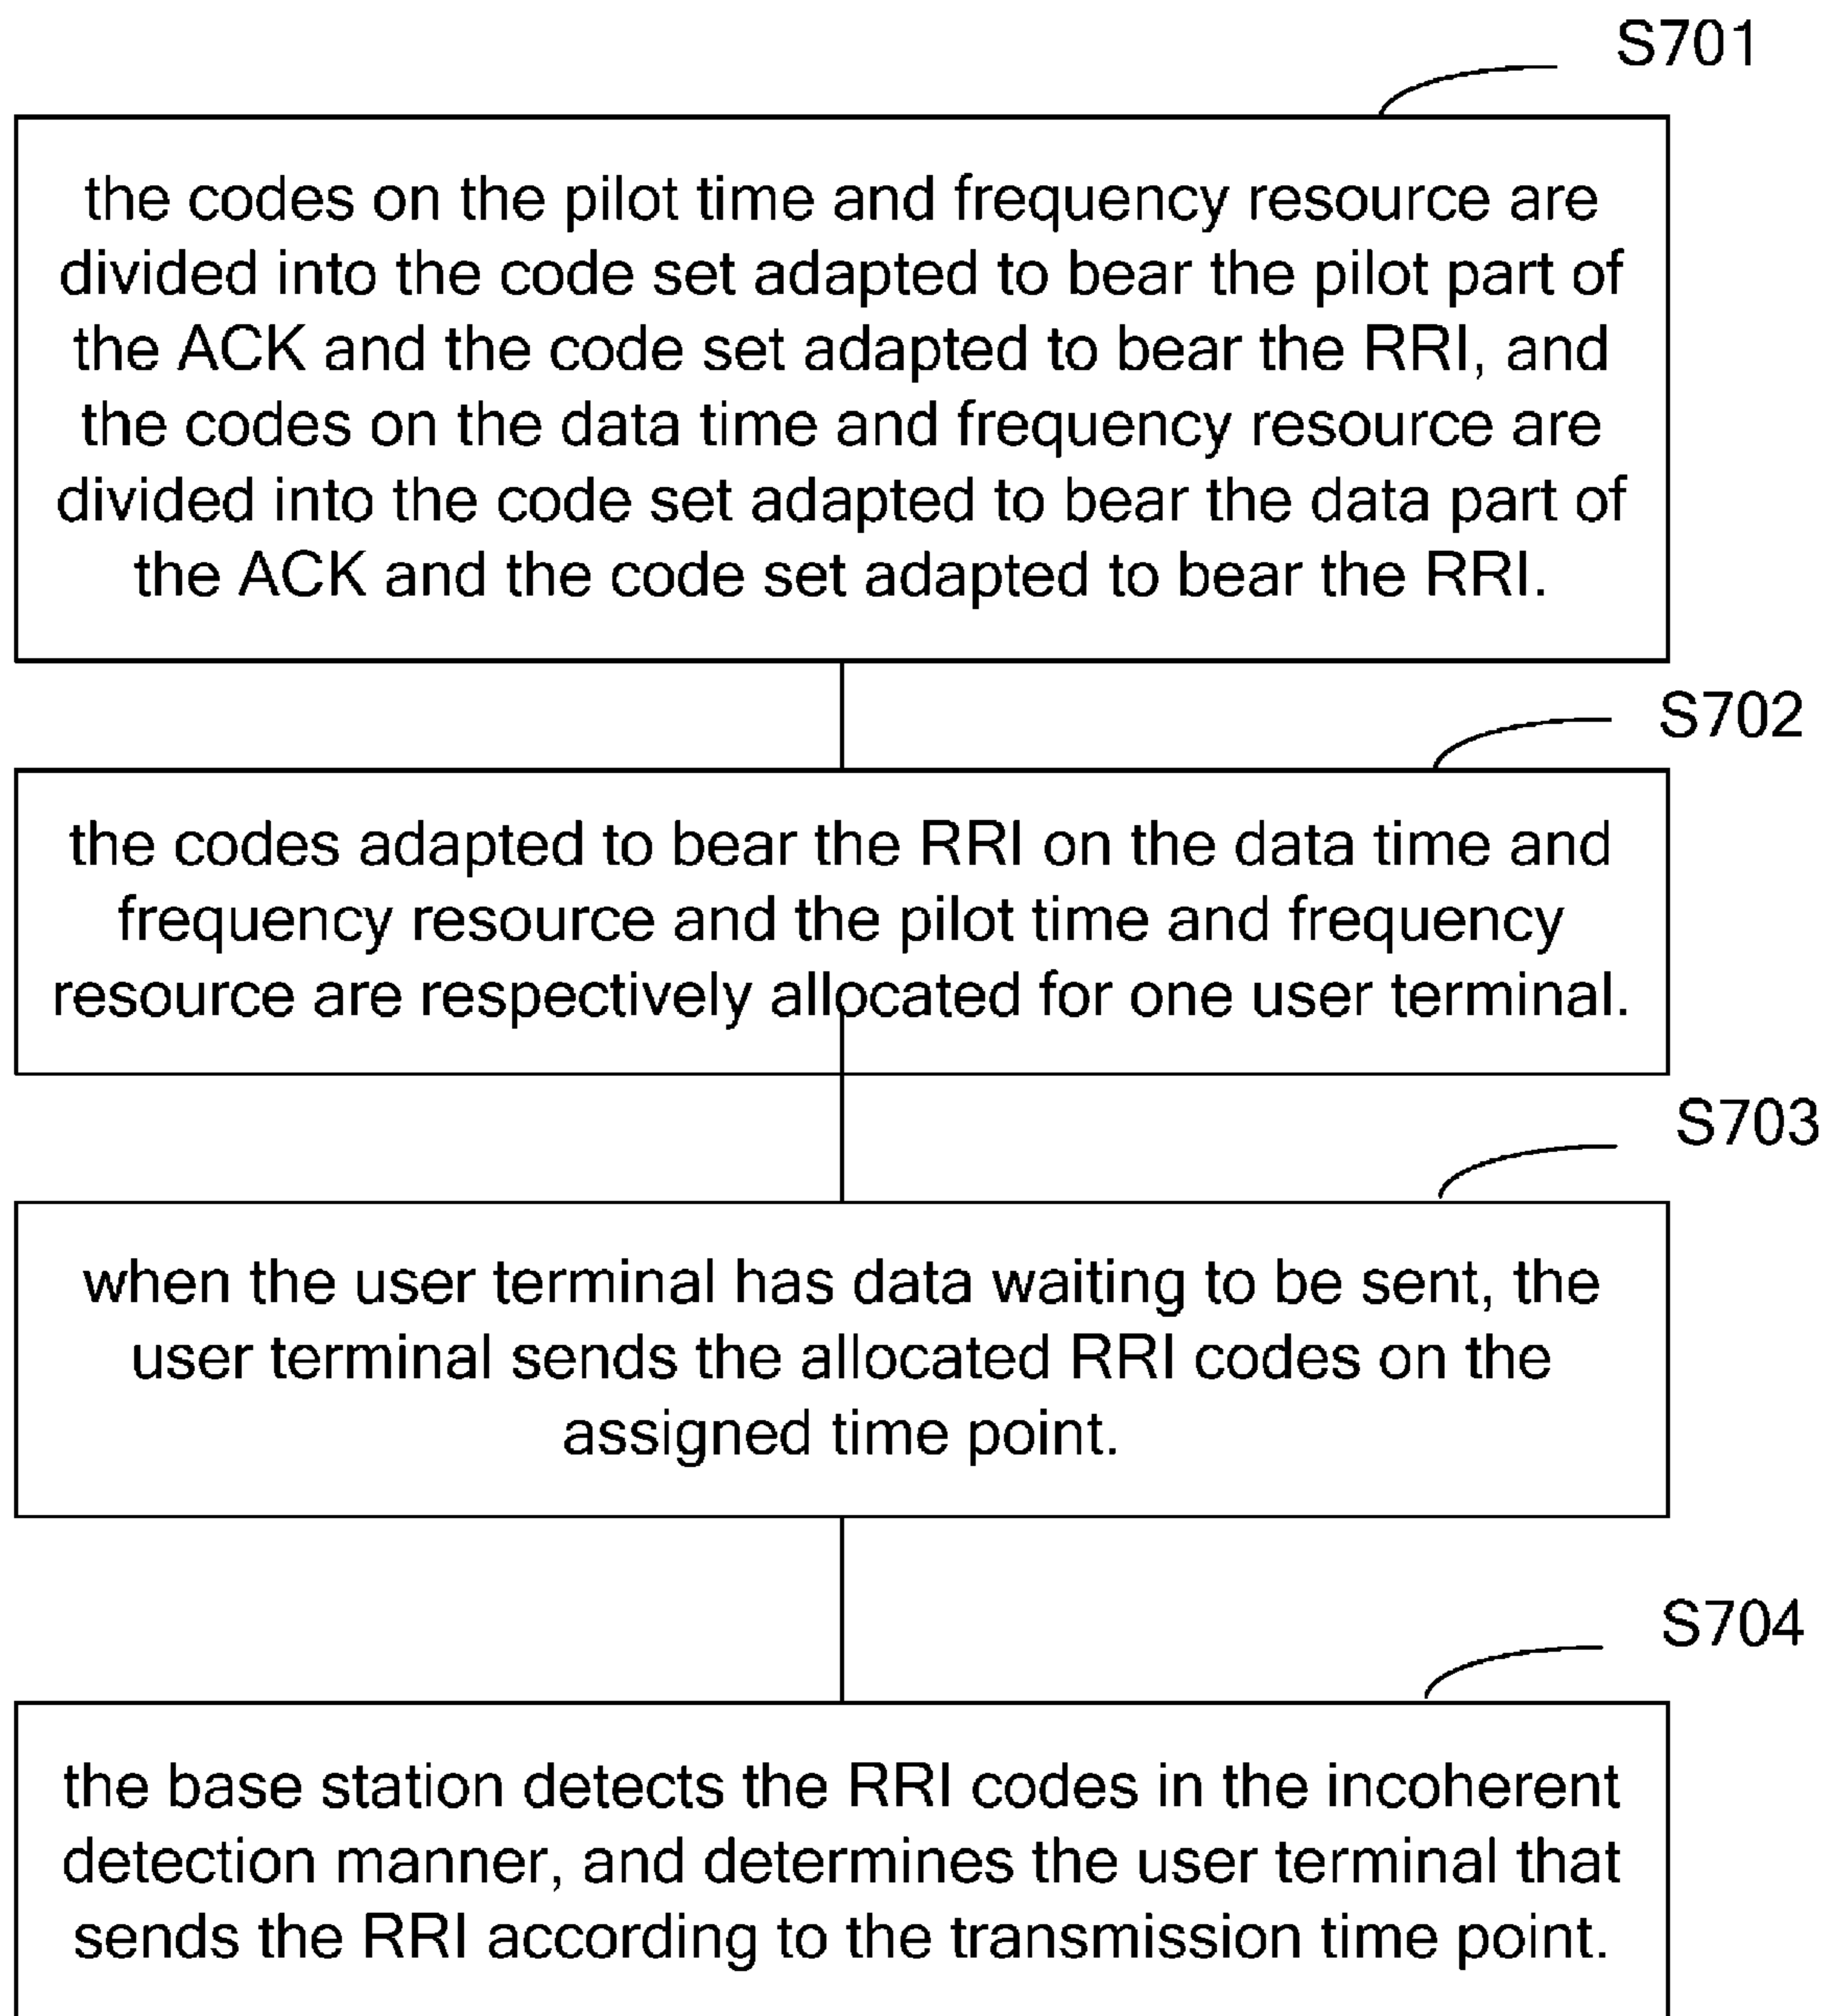 S701
the codes on the pilot time and frequency resource are
divided into the code set adapted to bear the pilot part of
the ACK and the code set adapted to bear the RRI, and
the codes on the data time and frequency resource are
divided into the code set adapted to bear the data part of
the ACK and the code set adapted to bear the RRI.
S702
the codes adapted to bear the RRI on the data time and
frequency resource and the pilot time and frequency
resource are respectively allocated for one user terminal.
S703
when the user terminal has data waiting to be sent, the
user terminal sends the allocated RRI codes on the
assigned time point.
S704
the base station detects the RRI codes in the incoherent
detection manner, and determines the user terminal that
sends the RRI according to the transmission time point.